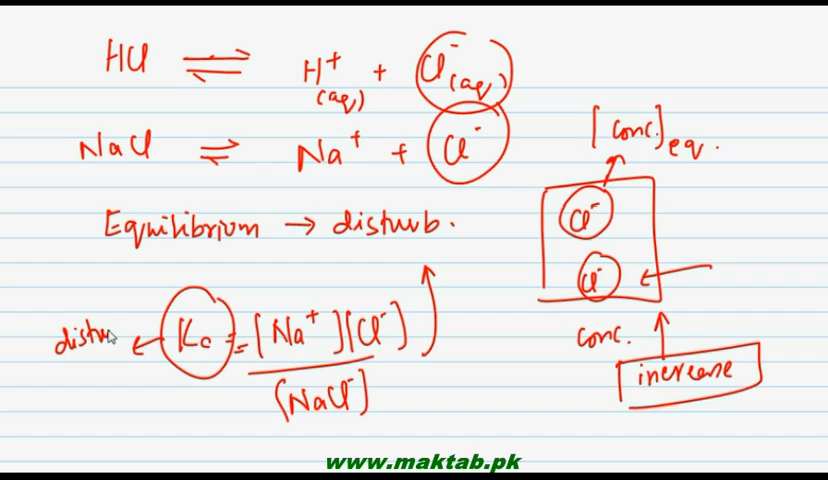 HCl ⇌ H⁺(aq) + Cl⁻(aq)
NaCl ⇌ Na⁺ + Cl⁻
[conc.]eq.
Equilibrium → disturb.
Cl⁻
Cl⁻
distu ← Kc = [Na⁺][Cl⁻]
[NaCl⁻]
conc.
increase
www.maktab.pk